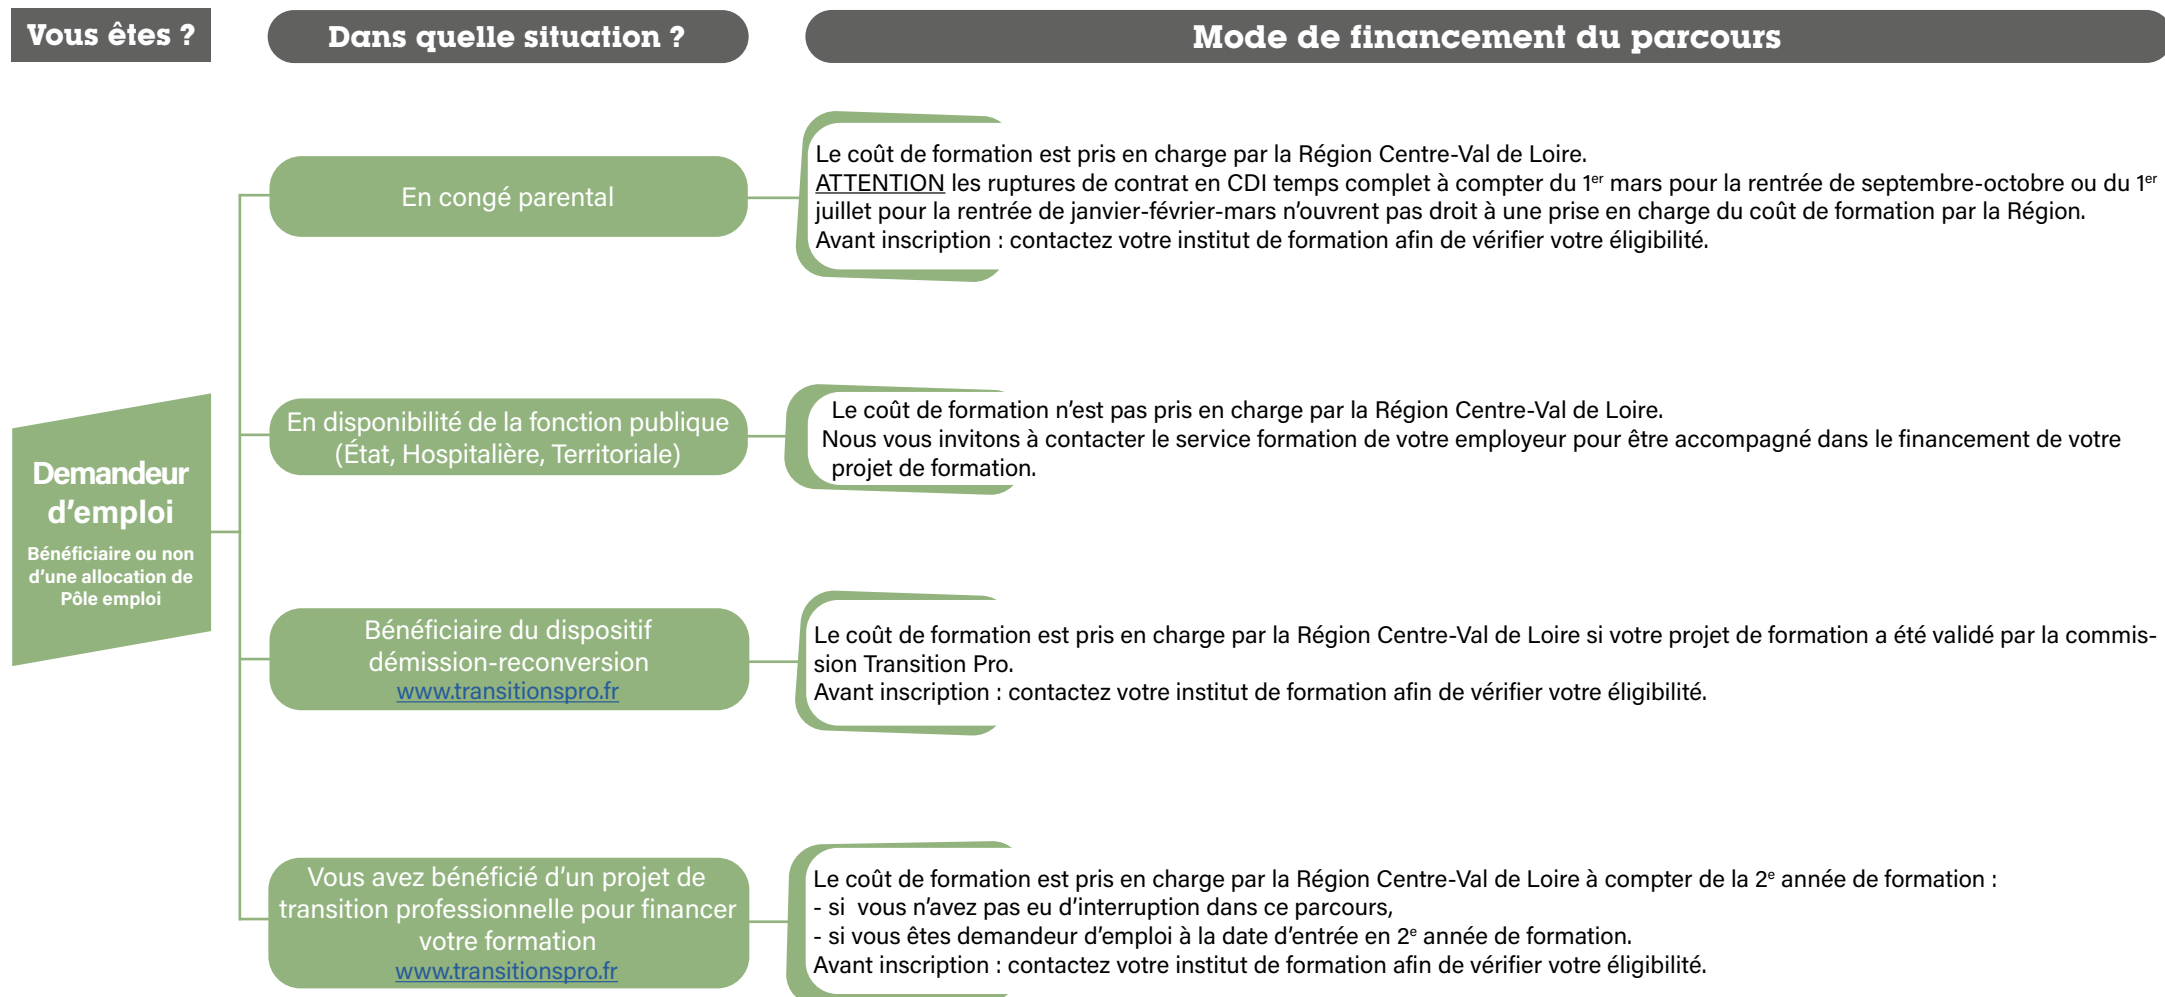 Vous êtes ?
Dans quelle situation ?
Mode de financement du parcours
Demandeur
d'emploi
Bénéficiaire ou non
d'une allocation de
Pôle emploi
En congé parental
Le coût de formation est pris en charge par la Région Centre-Val de Loire.
ATTENTION les ruptures de contrat en CDI temps complet à compter du 1er mars pour la rentrée de septembre-octobre ou du 1er
juillet pour la rentrée de janvier-février-mars n'ouvrent pas droit à une prise en charge du coût de formation par la Région.
Avant inscription : contactez votre institut de formation afin de vérifier votre éligibilité.
En disponibilité de la fonction publique
(État, Hospitalière, Territoriale)
Le coût de formation n'est pas pris en charge par la Région Centre-Val de Loire.
Nous vous invitons à contacter le service formation de votre employeur pour être accompagné dans le financement de votre
projet de formation.
Bénéficiaire du dispositif
démission-reconversion
www.transitionspro.fr
Le coût de formation est pris en charge par la Région Centre-Val de Loire si votre projet de formation a été validé par la commis-
sion Transition Pro.
Avant inscription : contactez votre institut de formation afin de vérifier votre éligibilité.
Vous avez bénéficié d'un projet de
transition professionnelle pour financer
votre formation
www.transitionspro.fr
Le coût de formation est pris en charge par la Région Centre-Val de Loire à compter de la 2e année de formation :
- si vous n'avez pas eu d'interruption dans ce parcours,
- si vous êtes demandeur d'emploi à la date d'entrée en 2e année de formation.
Avant inscription : contactez votre institut de formation afin de vérifier votre éligibilité.